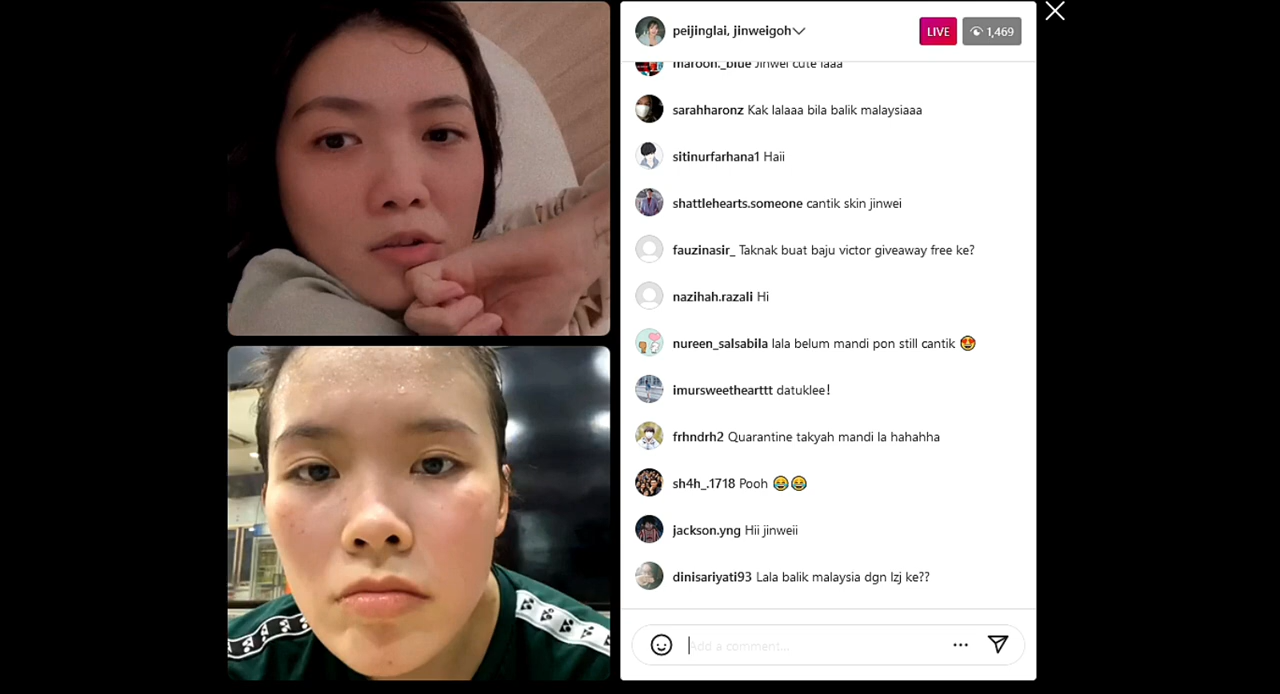 peijinglai, jinweigoh
LIVE
1,469
maroon._blue Jinwei cute laaa
sarahharonz Kak lalaaa bila balik malaysiaaa
sitinurfarhana1 Haii
shattlehearts.someone cantik skin jinwei
fauzinasir_ Taknak buat baju victor giveaway free ke?
nazihah.razali Hi
nureen_salsabila lala belum mandi pon still cantik 😍
imursweethearttt datuklee!
frhndrh2 Quarantine takyah mandi la hahahha
sh4h_.1718 Pooh 😂😂
jackson.yng Hii jinweii
dinisariyati93 Lala balik malaysia dgn lzj ke??
Add a comment...